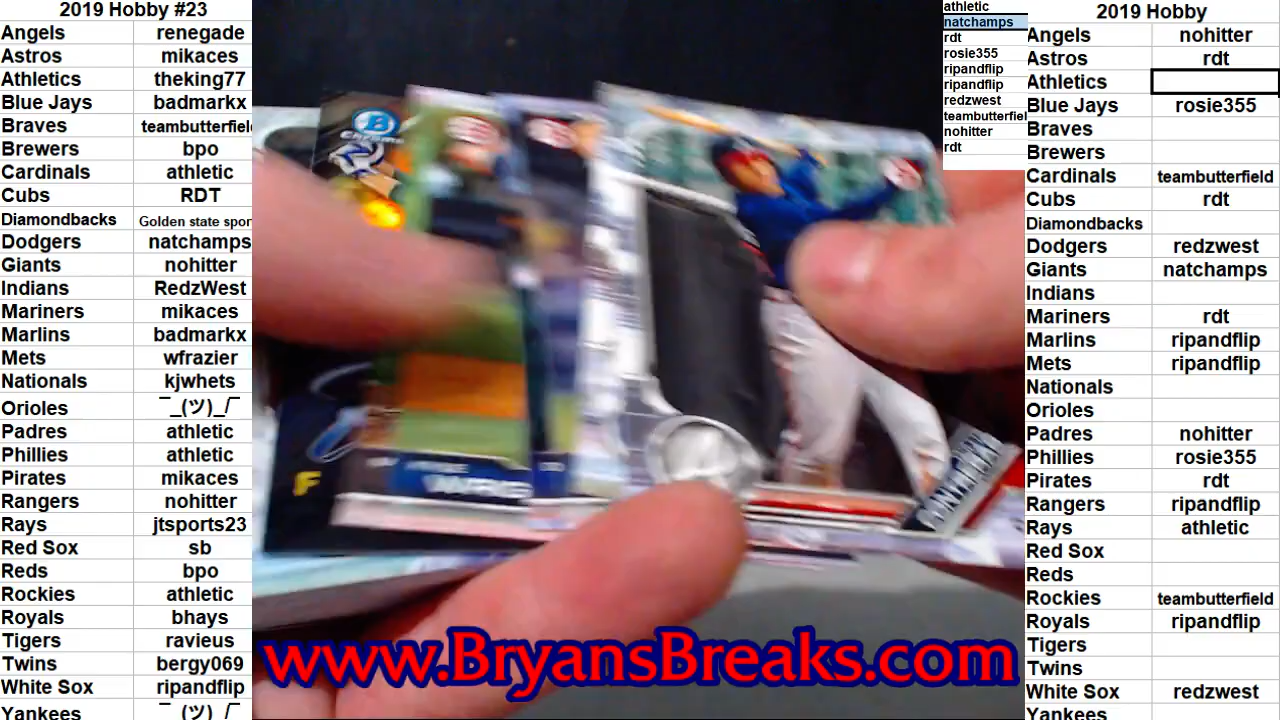 2019 Hobby #23
Angels renegade
Astros mikaces
Athletics theking77
Blue Jays badmarkx
Braves teambutterfiel
Brewers bpo
Cardinals athletic
Cubs RDT
Diamondbacks Golden state spor
Dodgers natchamps
Giants nohitter
Indians RedzWest
Mariners mikaces
Marlins badmarkx
Mets wfrazier
Nationals kjwhets
Orioles ¯_(ツ)_/¯
Padres athletic
Phillies athletic
Pirates mikaces
Rangers nohitter
Rays jtsports23
Red Sox sb
Reds bpo
Rockies athletic
Royals bhays
Tigers ravieus
Twins bergy069
White Sox ripandflip
Yankees ¯_(ツ)_/¯
B
CHROME
F
www.BryansBreaks.com
athletic
natchamps
rdt
rosie355
ripandflip
ripandflip
redzwest
teambutterfiel
nohitter
rdt
2019 Hobby
Angels nohitter
Astros rdt
Athletics
Blue Jays rosie355
Braves
Brewers
Cardinals teambutterfield
Cubs rdt
Diamondbacks
Dodgers redzwest
Giants natchamps
Indians
Mariners rdt
Marlins ripandflip
Mets ripandflip
Nationals
Orioles
Padres nohitter
Phillies rosie355
Pirates rdt
Rangers ripandflip
Rays athletic
Red Sox
Reds
Rockies teambutterfield
Royals ripandflip
Tigers
Twins
White Sox redzwest
Yankees